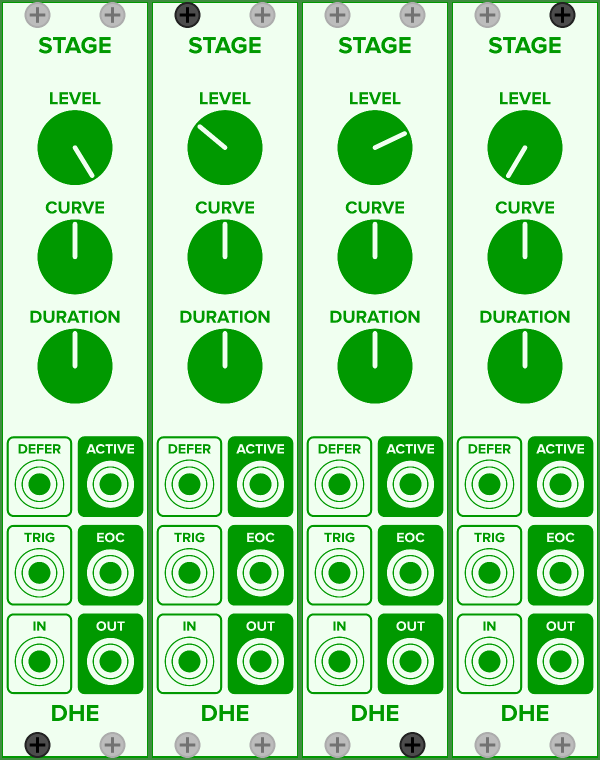 STAGE STAGE STAGE STAGE
LEVEL LEVEL LEVEL LEVEL
CURVE CURVE CURVE CURVE
DURATION DURATION DURATION DURATION
DEFER ACTIVE DEFER ACTIVE DEFER ACTIVE DEFER ACTIVE
TRIG EOC TRIG EOC TRIG EOC TRIG EOC
IN OUT IN OUT IN OUT IN OUT
DHE DHE DHE DHE